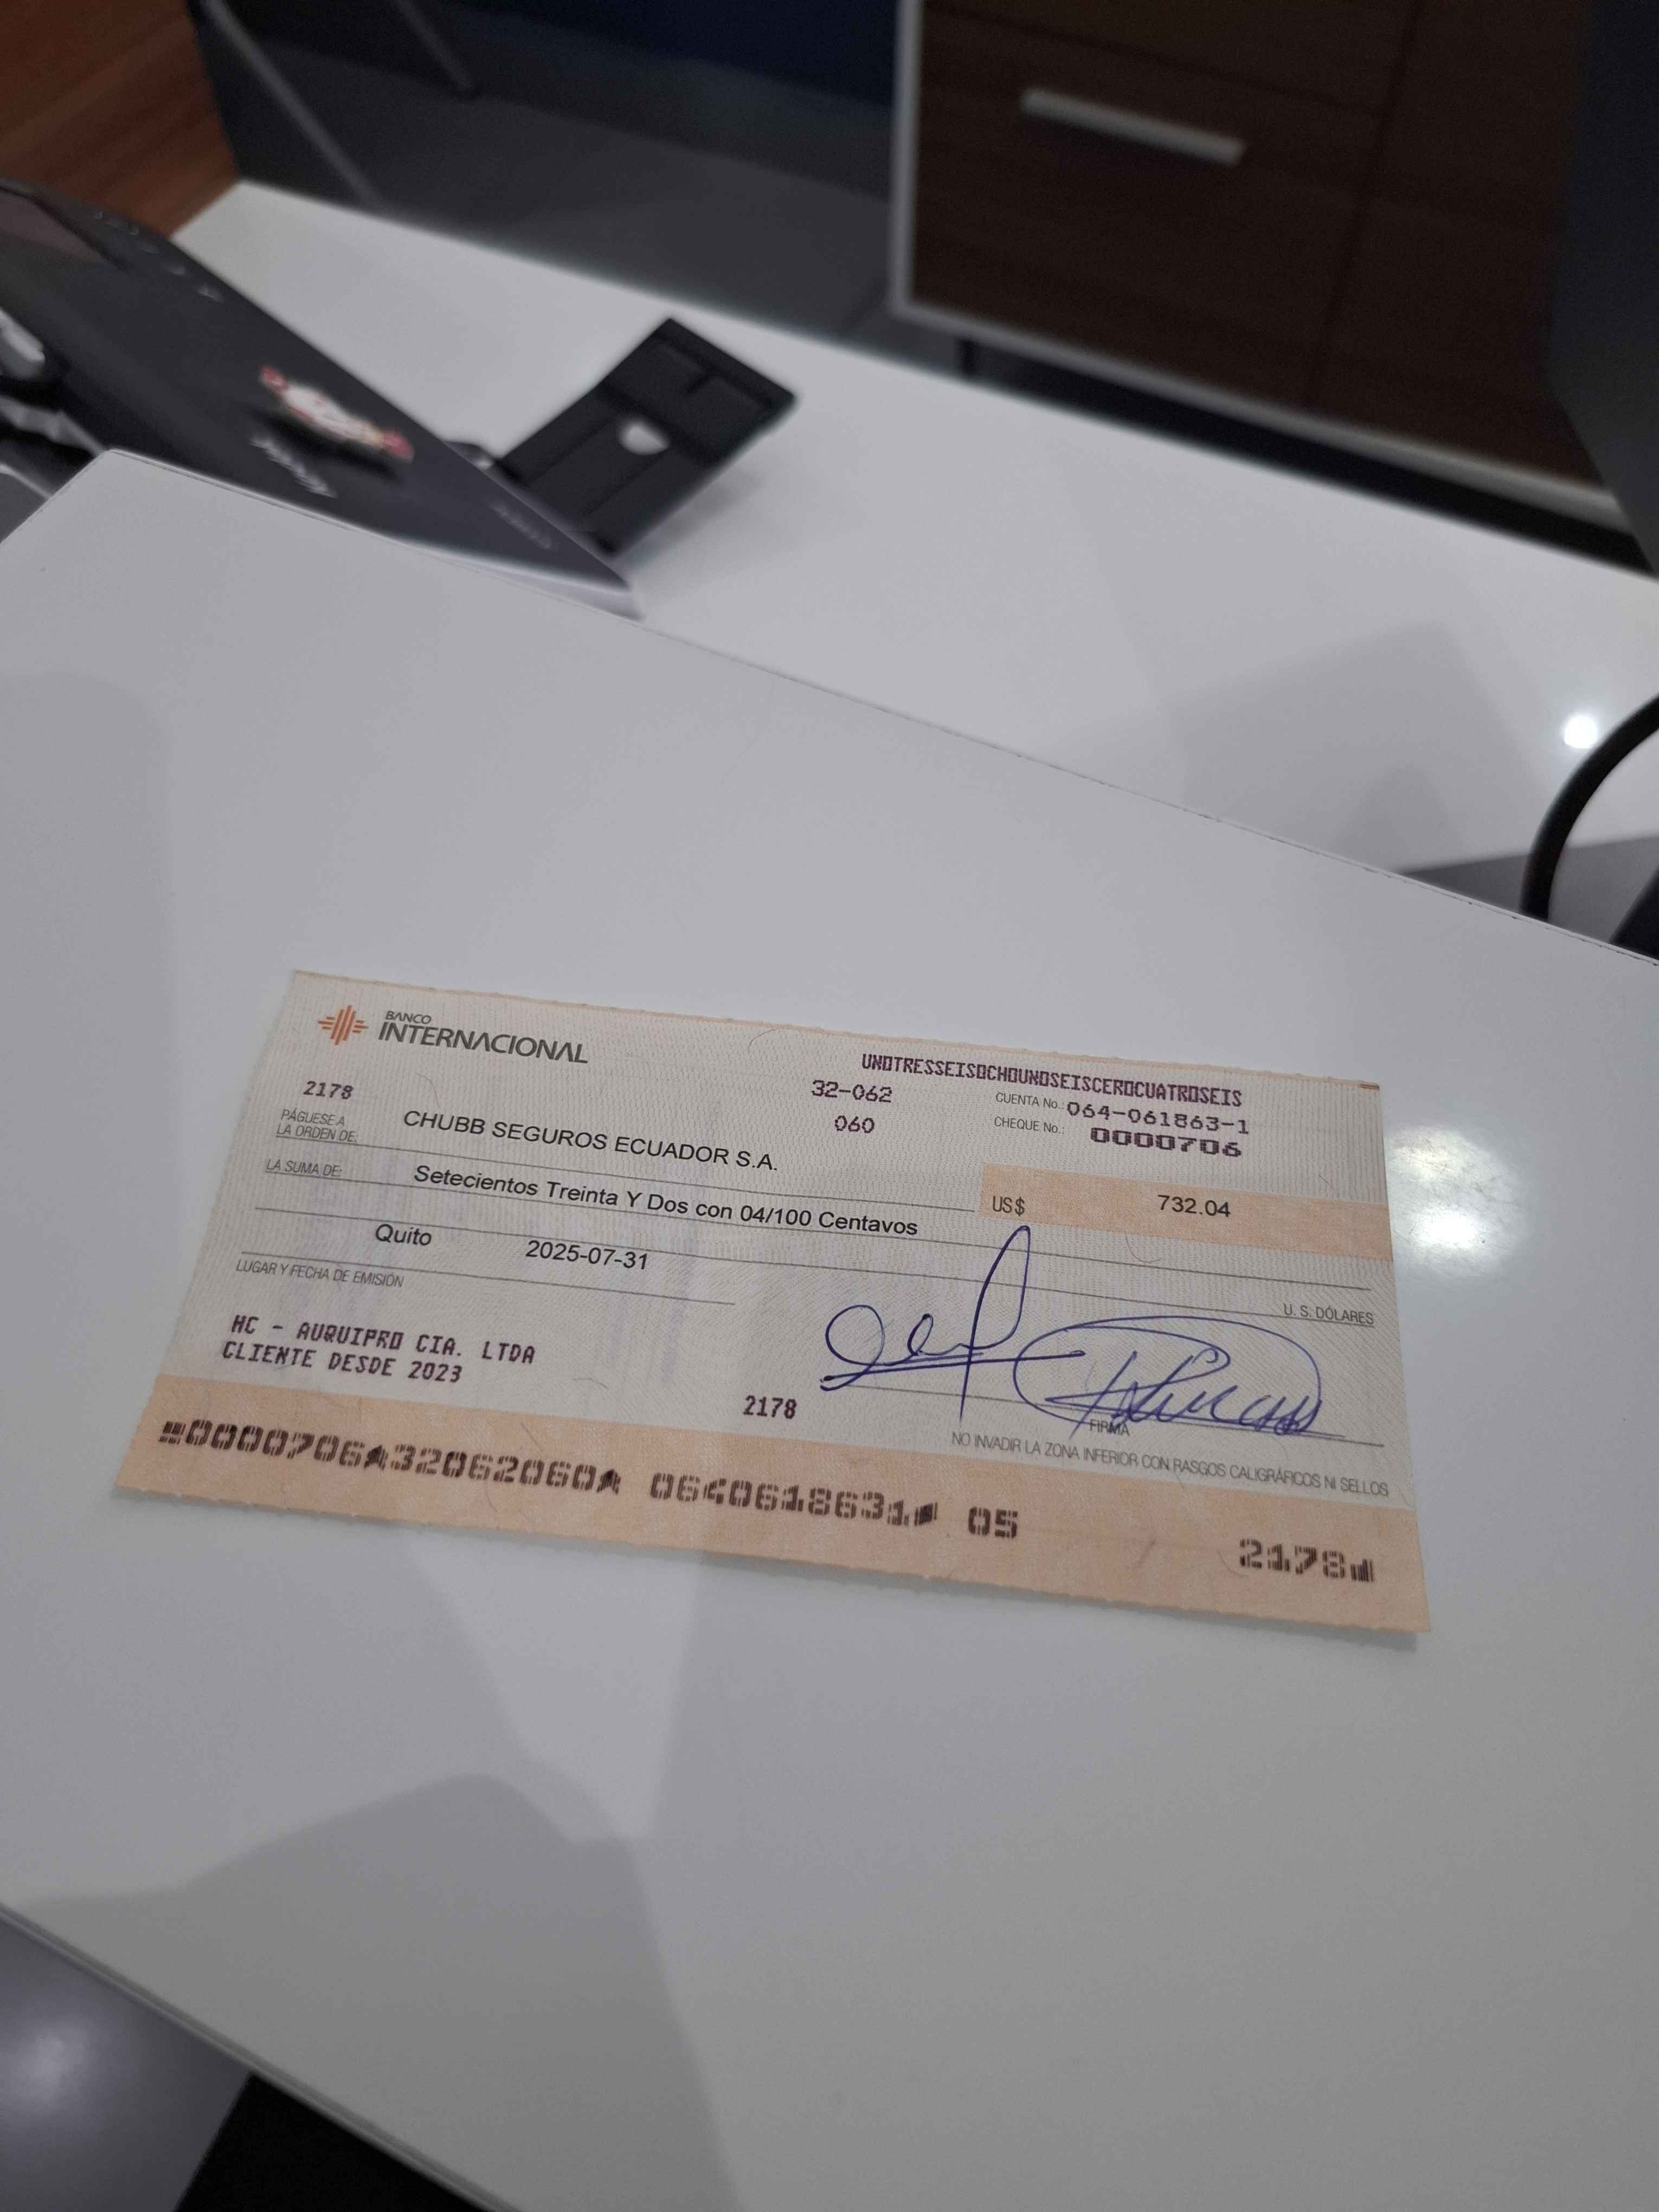 BANCO
INTERNACIONAL
UNOTRESSEISOCHOUNOSEISCEROCUATROSEIS
2178
32-062
CUENTA No.: 064-061863-1
060
CHEQUE No.: 0000706
PÁGUESE A
LA ORDEN DE:
CHUBB SEGUROS ECUADOR S.A.
US$ 732.04
LA SUMA DE:
Setecientos Treinta Y Dos con 04/100 Centavos
U. S. DÓLARES
Quito 2025-07-31
LUGAR Y FECHA DE EMISIÓN
HC - AURUIPRO CIA. LTDA
CLIENTE DESDE 2023
2178
FIRMA
NO INVADIR LA ZONA INFERIOR CON RASGOS CALIGRÁFICOS NI SELLOS
0000706 32062060 0640618631 05 2178